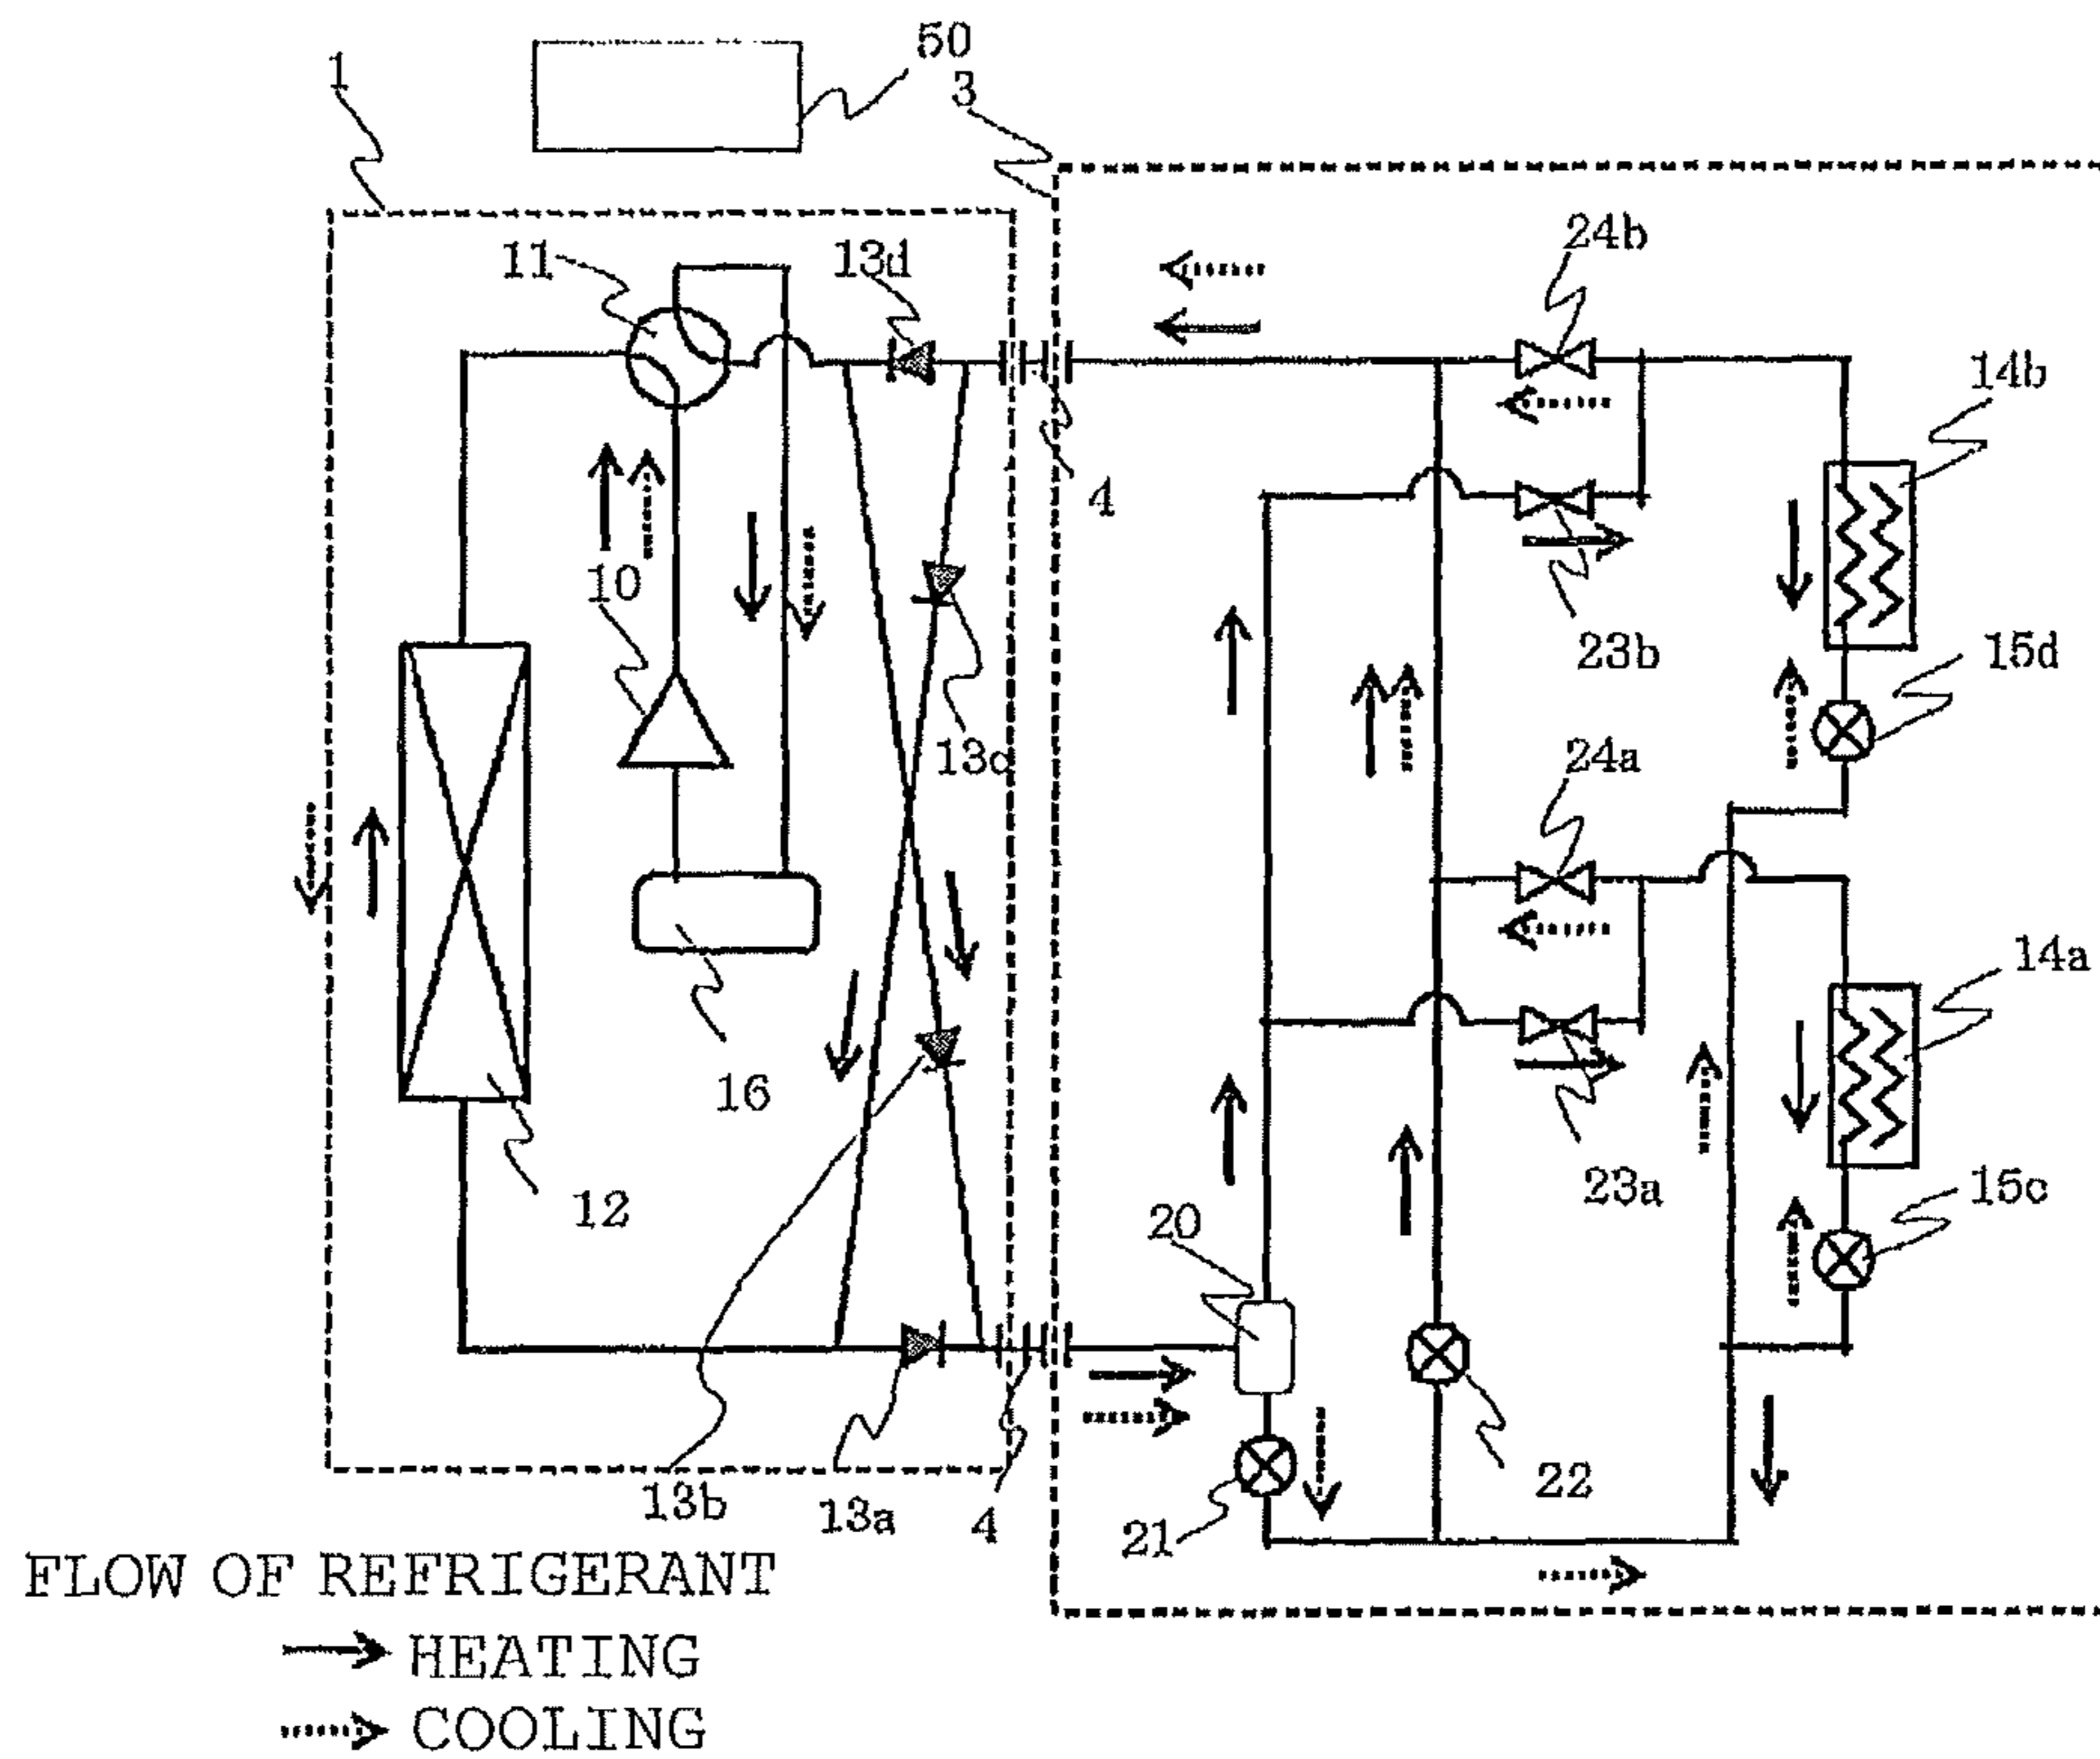 50
1
3
11
13d
24b
14b
4
10
23b
15d
13c
24a
14a
16
12
20
23a
15c
22
13b
13a
4
21
FLOW OF REFRIGERANT
HEATING
COOLING